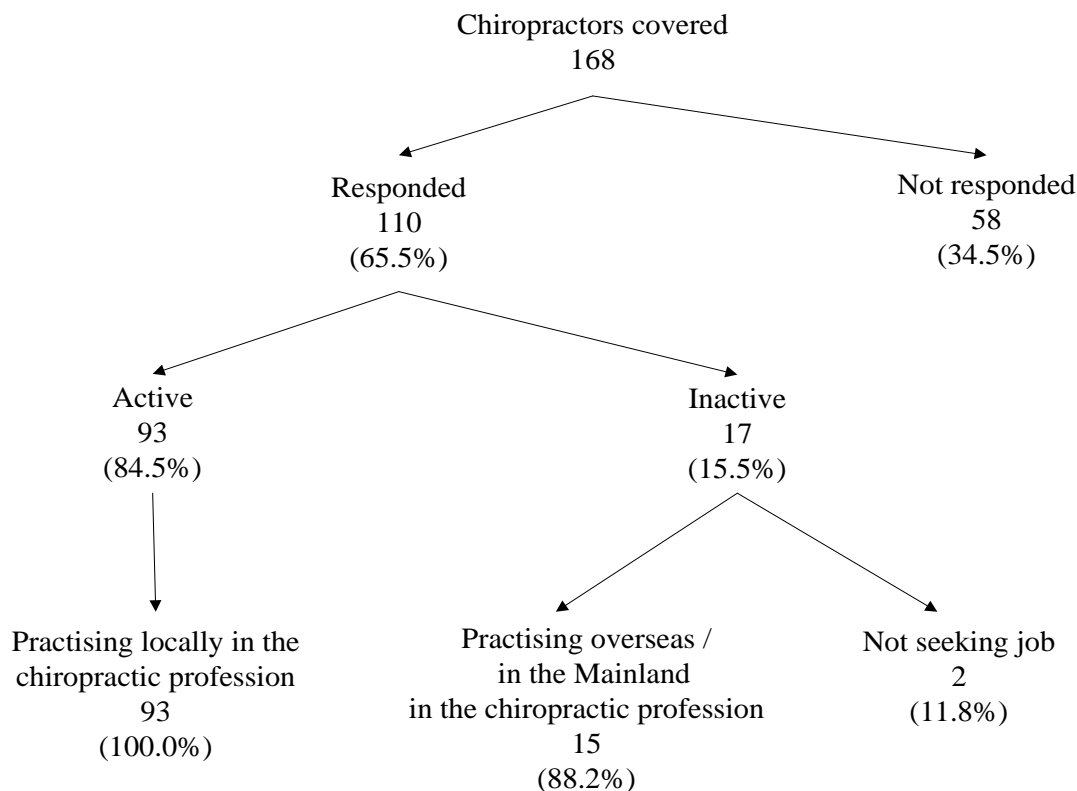 Chiropractors covered
168
Responded
110
(65.5%)
Not responded
58
(34.5%)
Active
93
(84.5%)
Inactive
17
(15.5%)
Practising locally in the
chiropractic profession
93
(100.0%)
Practising overseas /
in the Mainland
in the chiropractic profession
15
(88.2%)
Not seeking job
2
(11.8%)